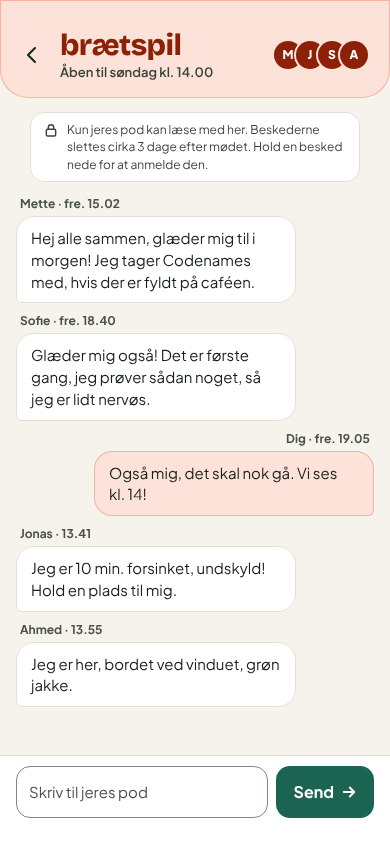 brætspil
Åben til søndag kl. 14.00
M J S A
Kun jeres pod kan læse med her. Beskederne
slettes cirka 3 dage efter mødet. Hold en besked
nede for at anmelde den.
Mette · fre. 15.02
Hej alle sammen, glæder mig til i
morgen! Jeg tager Codenames
med, hvis der er fyldt på caféen.
Sofie · fre. 18.40
Glæder mig også! Det er første
gang, jeg prøver sådan noget, så
jeg er lidt nervøs.
Dig · fre. 19.05
Også mig, det skal nok gå. Vi ses
kl. 14!
Jonas · 13.41
Jeg er 10 min. forsinket, undskyld!
Hold en plads til mig.
Ahmed · 13.55
Jeg er her, bordet ved vinduet, grøn
jakke.
Skriv til jeres pod
Send →